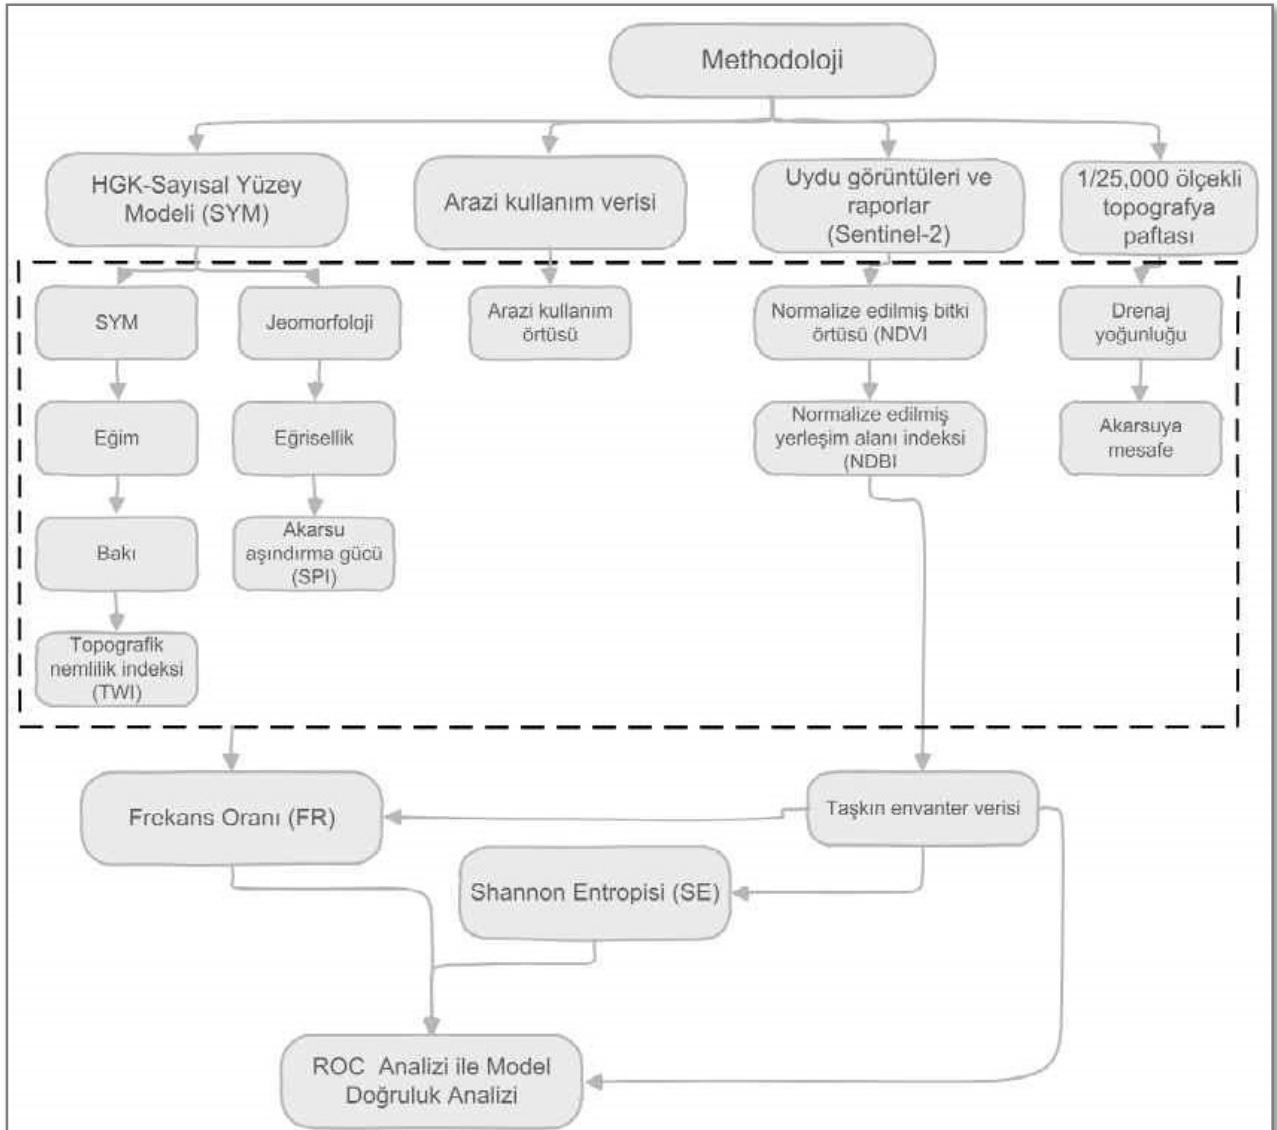 Methodoloji
HGK-Sayısal Yüzey
Modeli (SYM)
Arazi kullanım verisi
Uydu görüntüleri ve
raporlar
(Sentinel-2)
1/25,000 ölçekli
topografya
paftası
SYM
Jeomorfoloji
Arazi kullanım
örtüsü
Normalize edilmiş bitki
örtüsü (NDVI
Drenaj
yoğunluğu
Eğim
Eğrisellik
Normalize edilmiş
yerleşim alanı indeksi
(NDBI
Akarsuya
mesafe
Bakı
Akarsu
aşındırma gücü
(SPI)
Topografik
nemlilik indeksi
(TWI)
Frekans Oranı (FR)
Taşkın envanter verisi
Shannon Entropisi (SE)
ROC Analizi ile Model
Doğruluk Analizi